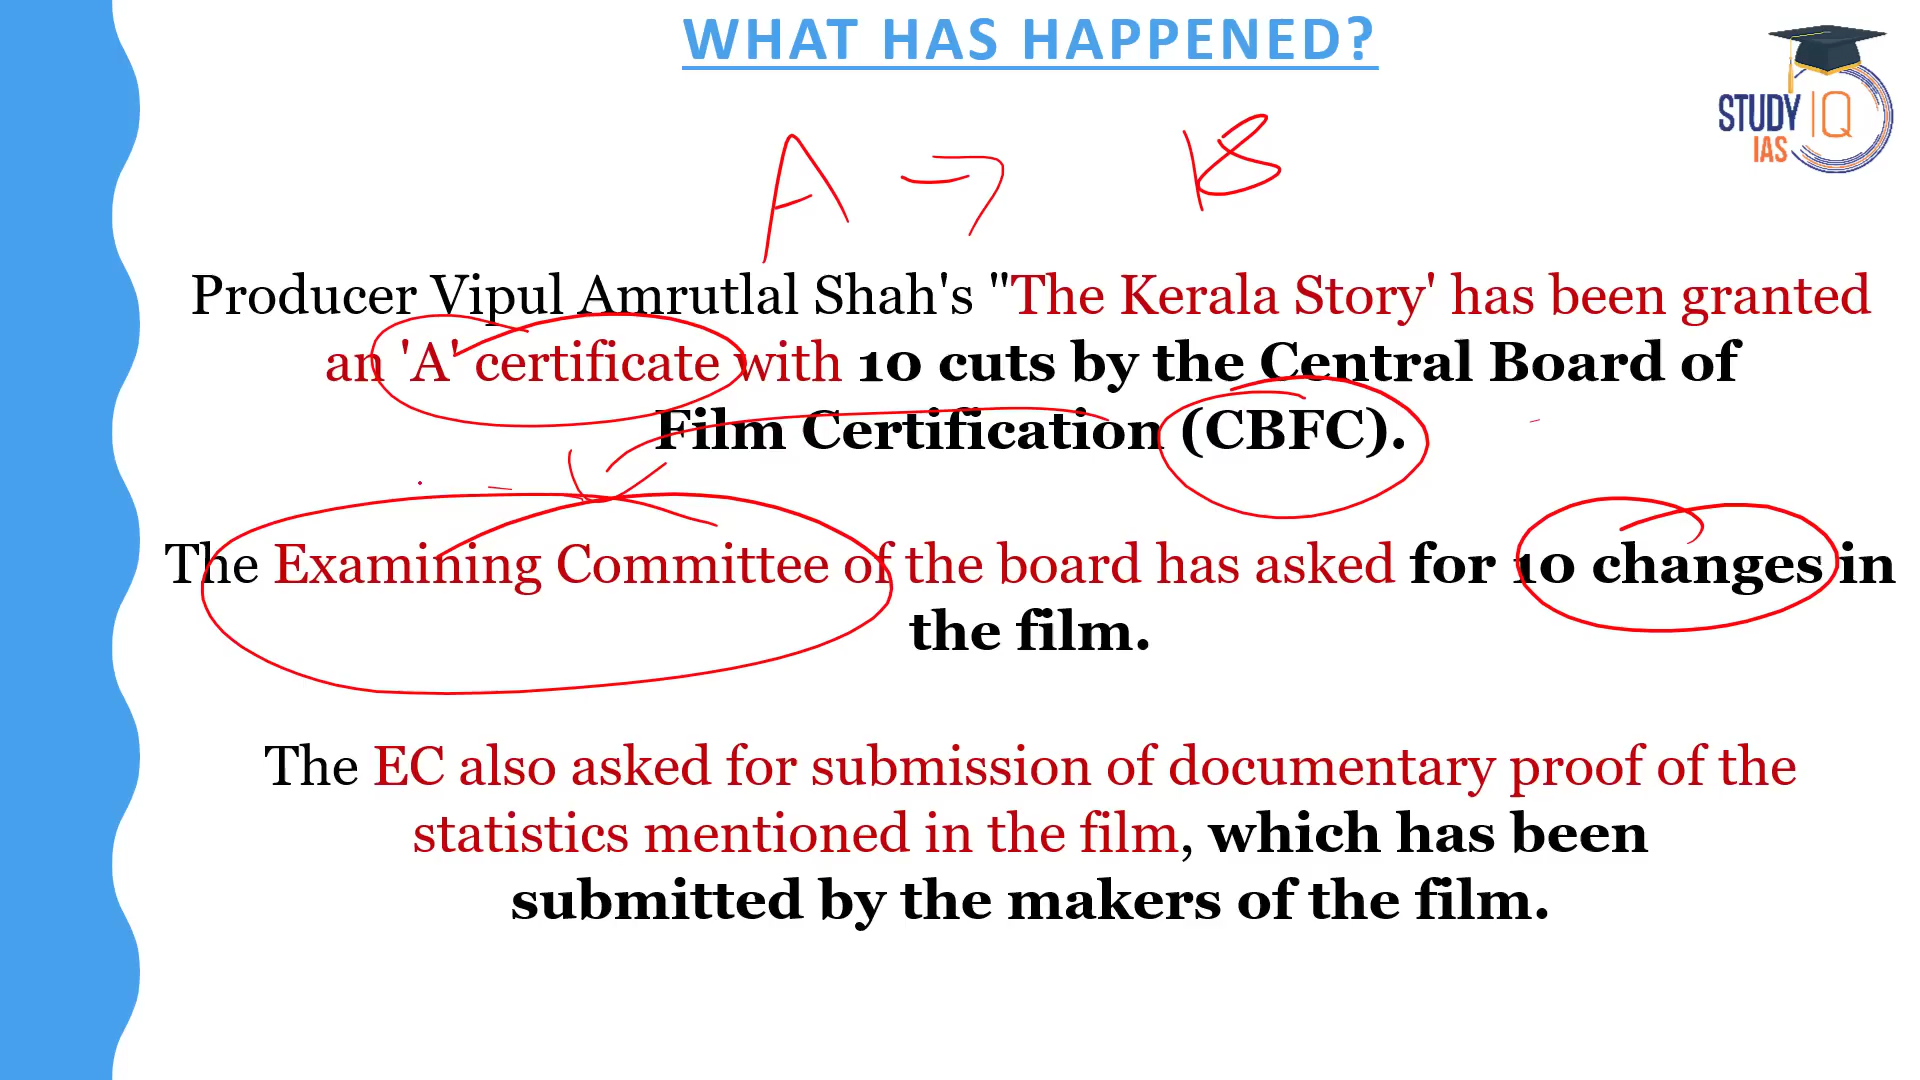 WHAT HAS HAPPENED?
STUDY IQ
IAS
A → B
Producer Vipul Amrutlal Shah's "The Kerala Story' has been granted
an 'A' certificate with 10 cuts by the Central Board of
Film Certification (CBFC).
The Examining Committee of the board has asked for 10 changes in
the film.
The EC also asked for submission of documentary proof of the
statistics mentioned in the film, which has been
submitted by the makers of the film.